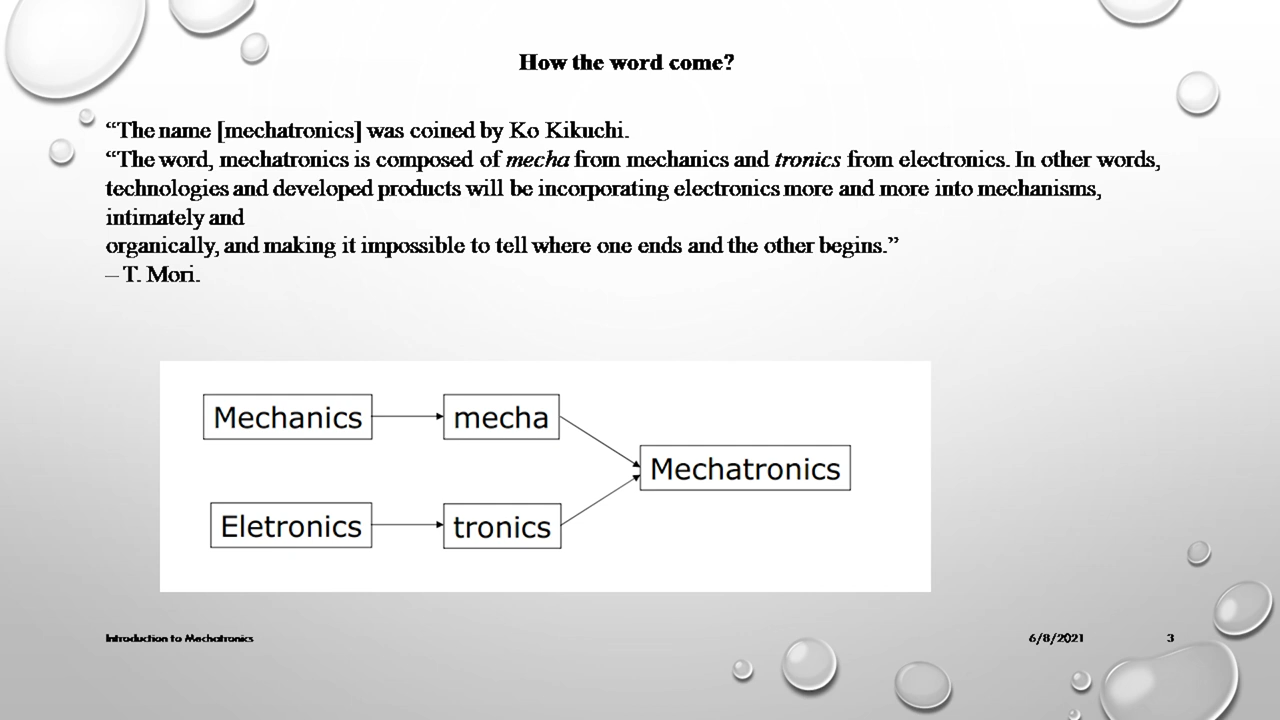 How the word come?
“The name [mechatronics] was coined by Ko Kikuchi.
“The word, mechatronics is composed of mecha from mechanics and tronics from electronics. In other words,
technologies and developed products will be incorporating electronics more and more into mechanisms,
intimately and
organically, and making it impossible to tell where one ends and the other begins.”
– T. Mori.
Mechanics
mecha
Mechatronics
Eletronics
tronics
Introduction to Mechatronics
6/8/2021
3